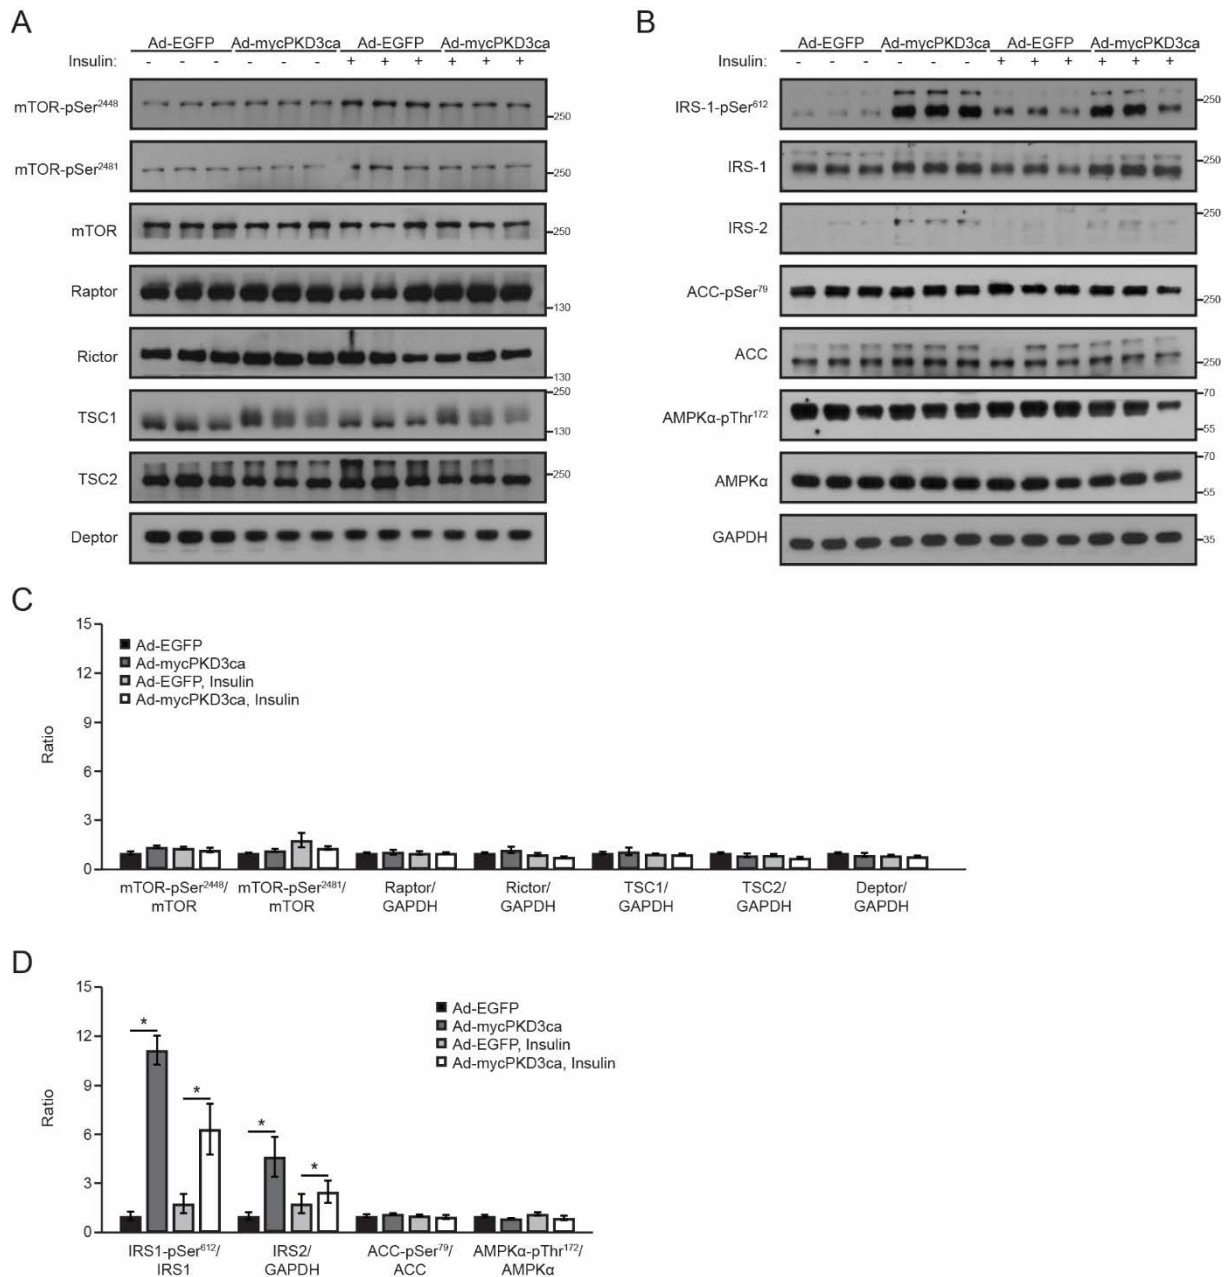 A
Ad-EGFP Ad-mycPKD3ca Ad-EGFP Ad-mycPKD3ca
Insulin: - - - - - - + + + + + +
mTOR-pSer²⁴⁴⁸ 250
mTOR-pSer²⁴⁸¹ 250
mTOR 250
Raptor 130
Rictor 130
250
TSC1 130
TSC2 250
Deptor
B
Ad-EGFP Ad-mycPKD3ca Ad-EGFP Ad-mycPKD3ca
Insulin: - - - - - - + + + + + +
IRS-1-pSer⁶¹² 250
IRS-1 250
IRS-2 250
ACC-pSer⁷⁹ 250
ACC 250
70
AMPKα-pThr¹⁷² 55
70
AMPKα 55
GAPDH 35
C
15
12
9
6
3
0
Ratio
Ad-EGFP
Ad-mycPKD3ca
Ad-EGFP, Insulin
Ad-mycPKD3ca, Insulin
mTOR-pSer²⁴⁴⁸/ mTOR-pSer²⁴⁸¹/ Raptor/ Rictor/ TSC1/ TSC2/ Deptor/
mTOR mTOR GAPDH GAPDH GAPDH GAPDH GAPDH
D
15
12
9
6
3
0
Ratio
* * * *
Ad-EGFP
Ad-mycPKD3ca
Ad-EGFP, Insulin
Ad-mycPKD3ca, Insulin
IRS1-pSer⁶¹²/ IRS2/ ACC-pSer⁷⁹/ AMPKα-pThr¹⁷²/
IRS1 GAPDH ACC AMPKα